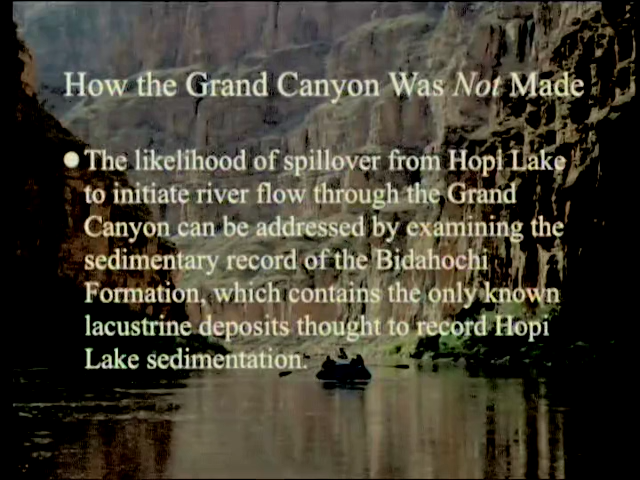 How the Grand Canyon Was Not Made
The likelihood of spillover from Hopi Lake
to initiate river flow through the Grand
Canyon can be addressed by examining the
sedimentary record of the Bidahochi
Formation, which contains the only known
lacustrine deposits thought to record Hopi
Lake sedimentation.